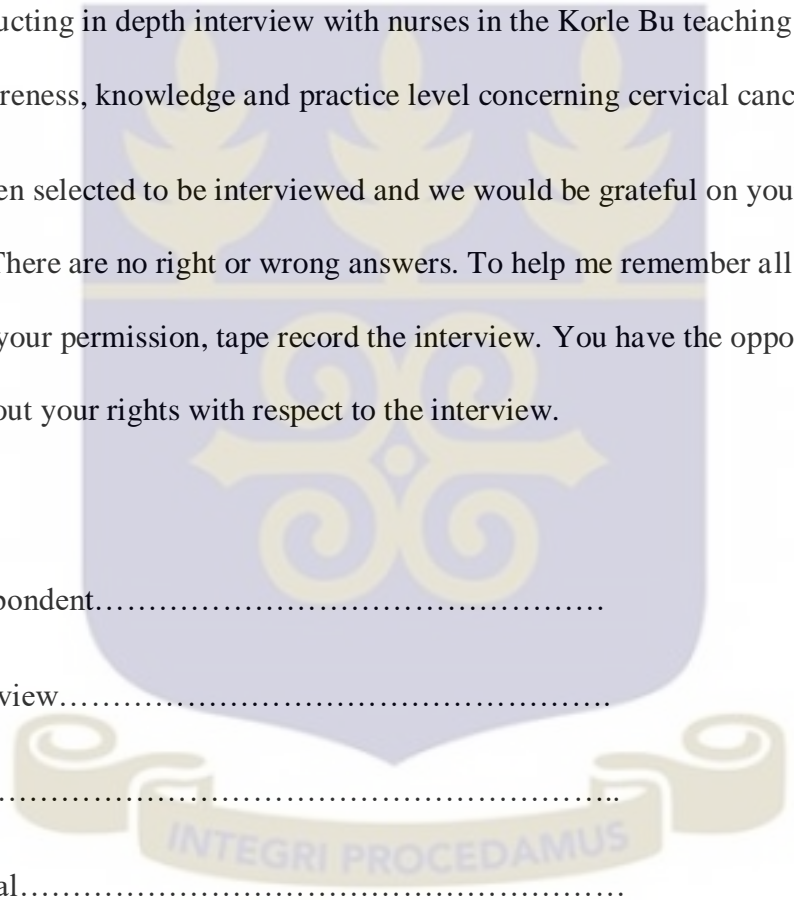 ucting in depth interview with nurses in the Korle Bu teaching
reness, knowledge and practice level concerning cervical canc
en selected to be interviewed and we would be grateful on you
There are no right or wrong answers. To help me remember all
your permission, tape record the interview. You have the oppo
out your rights with respect to the interview.
pondent……………………………………………
view……………………………………………….
……………………………………………………..
al……………………………………………………
INTEGRI PROCEDAMUS